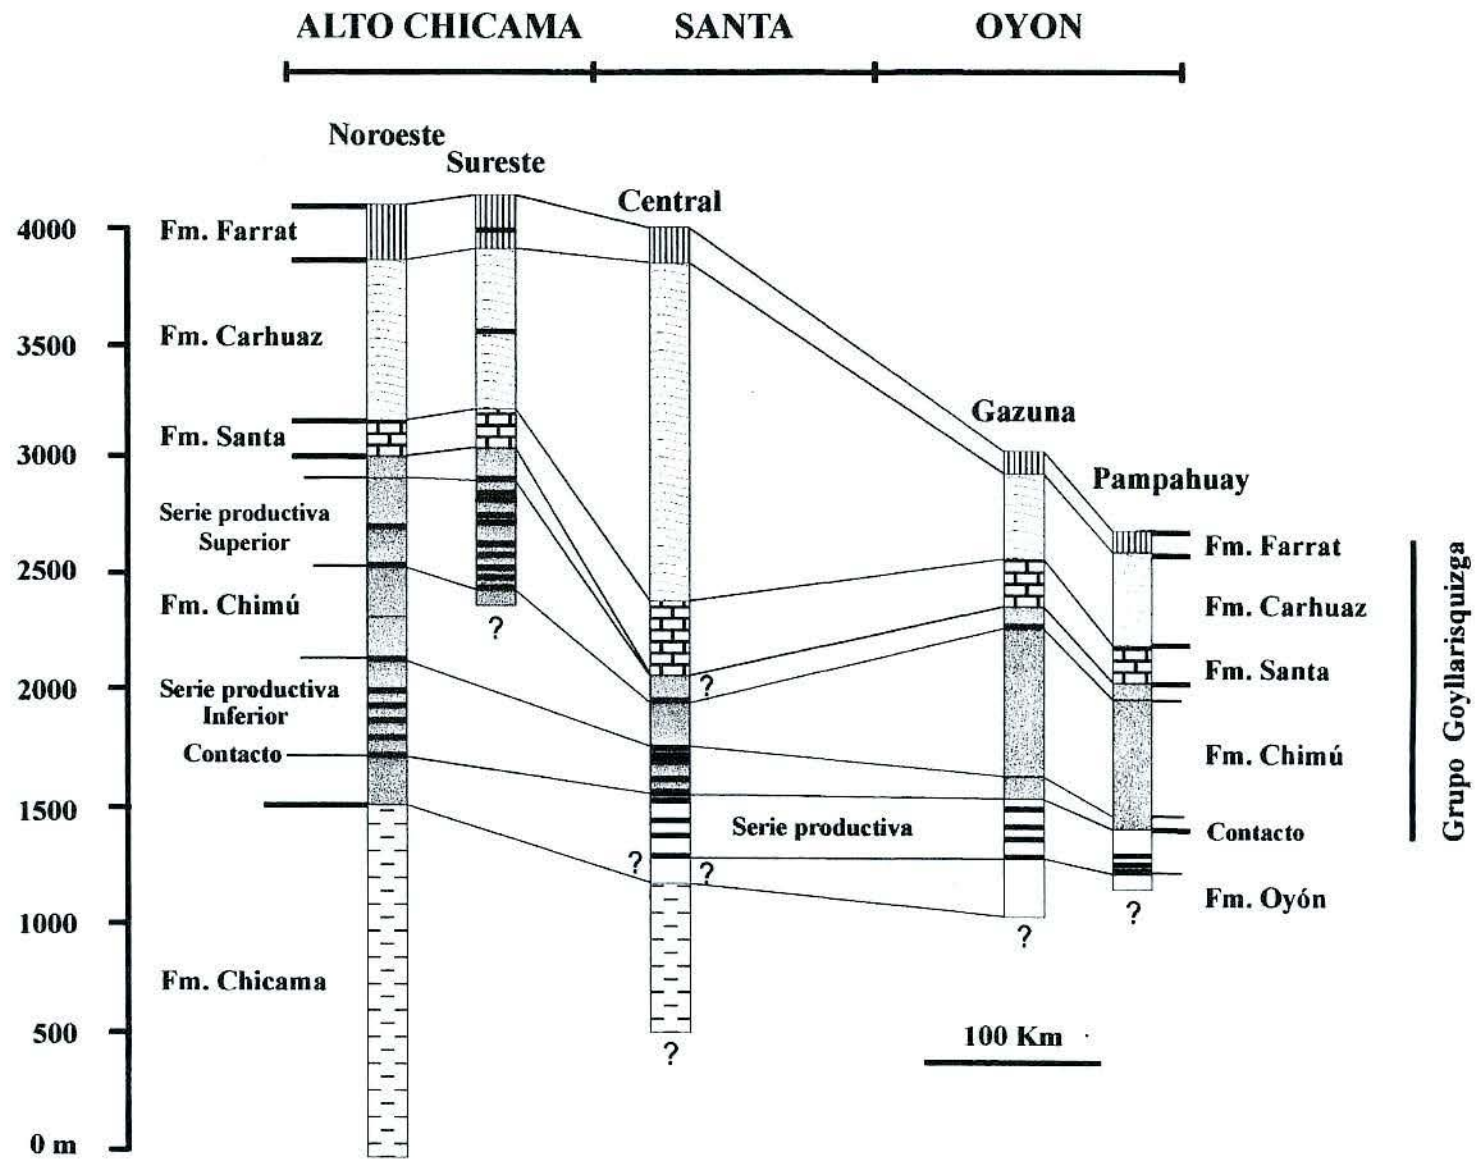 ALTO CHICAMA SANTA OYON
Noroeste
Sureste
Central
Gazuna
Pampahuay
4000
3500
3000
2500
2000
1500
1000
500
0 m
Fm. Farrat
Fm. Carhuaz
Fm. Santa
Serie productiva
Superior
Fm. Chimú
Serie productiva
Inferior
Contacto
Fm. Chicama
?
?
?
?
?
Serie productiva
?
?
Fm. Farrat
Fm. Carhuaz
Fm. Santa
Fm. Chimú
Contacto
Fm. Oyón
Grupo Goyllarisquizga
100 Km